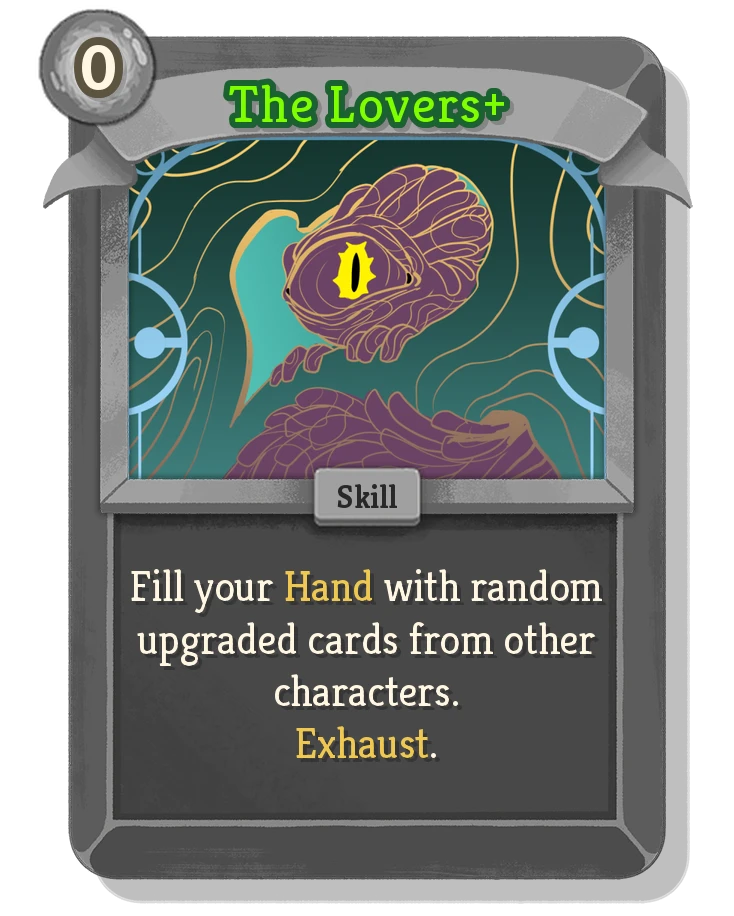 0
The Lovers+
Skill
Fill your Hand with random
upgraded cards from other
characters.
Exhaust.